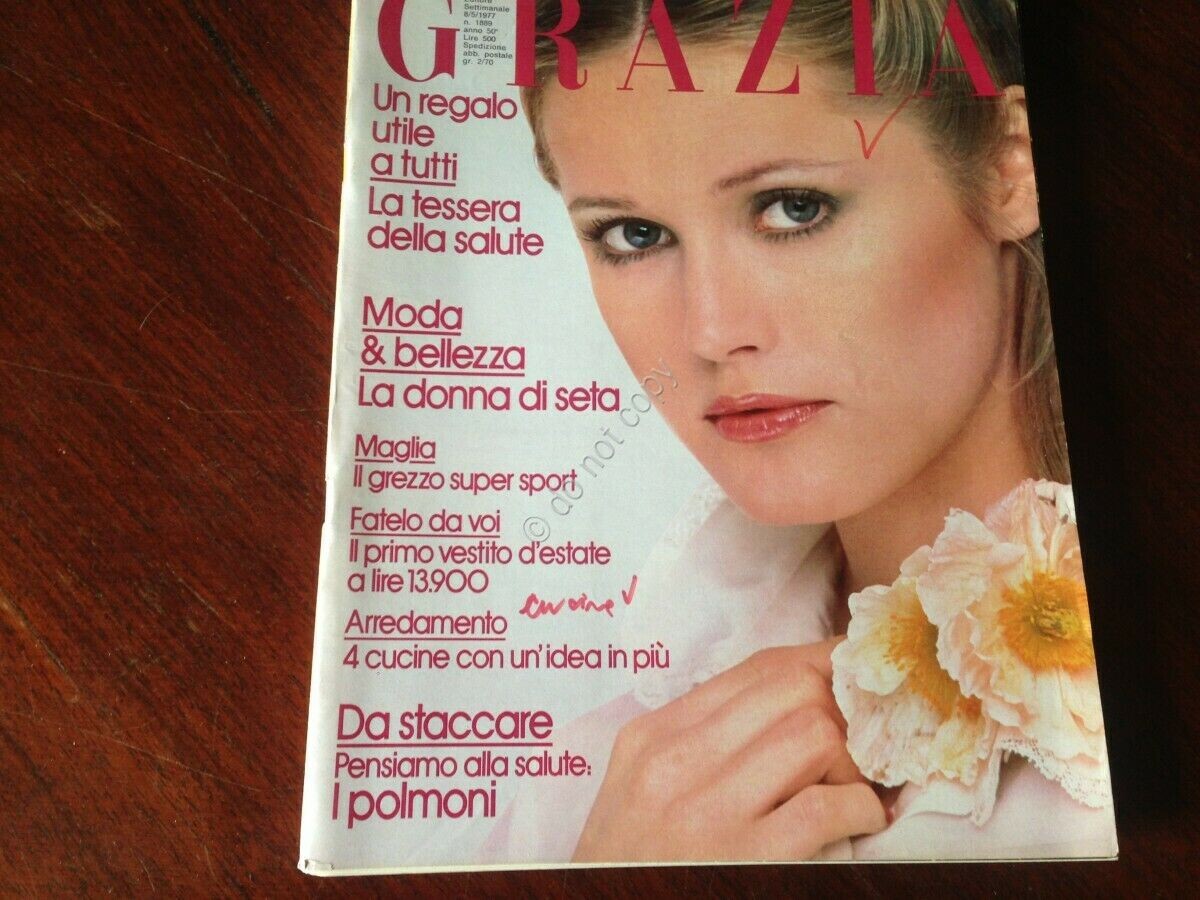 Settimanale
8/5/1977
n. 1889
anno 50°
Lire 500
Spedizione
abb. postale
gr. 2/70
GRAZIA
Un regalo
utile
a tutti
La tessera
della salute
Moda
& bellezza
La donna di seta
Maglia
Il grezzo super sport
Fatelo da voi
Il primo vestito d'estate
a lire 13.900
cucine
Arredamento
4 cucine con un'idea in più
Da staccare
Pensiamo alla salute:
I polmoni
© do not copy